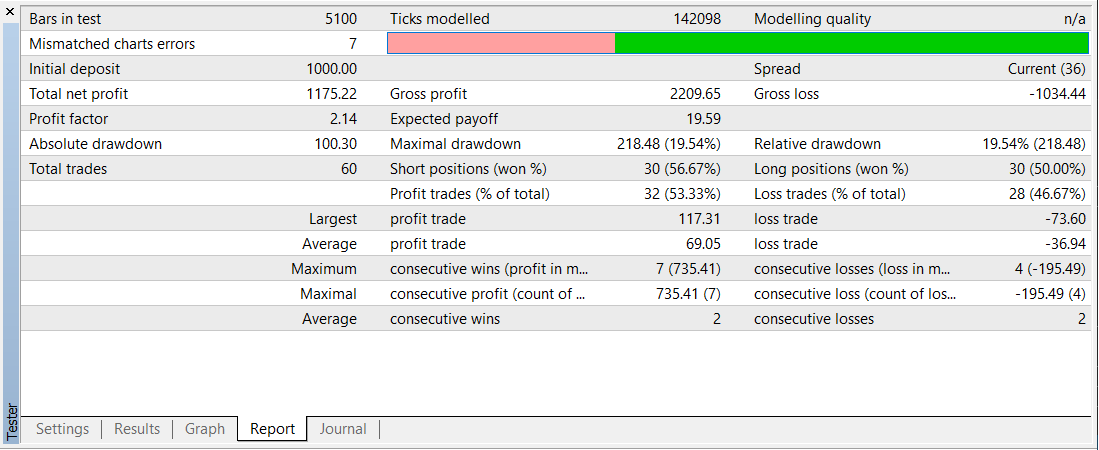 Bars in test 5100 Ticks modelled 142098 Modelling quality n/a
Mismatched charts errors 7
Initial deposit 1000.00 Spread Current (36)
Total net profit 1175.22 Gross profit 2209.65 Gross loss -1034.44
Profit factor 2.14 Expected payoff 19.59
Absolute drawdown 100.30 Maximal drawdown 218.48 (19.54%) Relative drawdown 19.54% (218.48)
Total trades 60 Short positions (won %) 30 (56.67%) Long positions (won %) 30 (50.00%)
Profit trades (% of total) 32 (53.33%) Loss trades (% of total) 28 (46.67%)
Largest profit trade 117.31 loss trade -73.60
Average profit trade 69.05 loss trade -36.94
Maximum consecutive wins (profit in m... 7 (735.41) consecutive losses (loss in m... 4 (-195.49)
Maximal consecutive profit (count of ... 735.41 (7) consecutive loss (count of los... -195.49 (4)
Average consecutive wins 2 consecutive losses 2
Tester
Settings Results Graph Report Journal